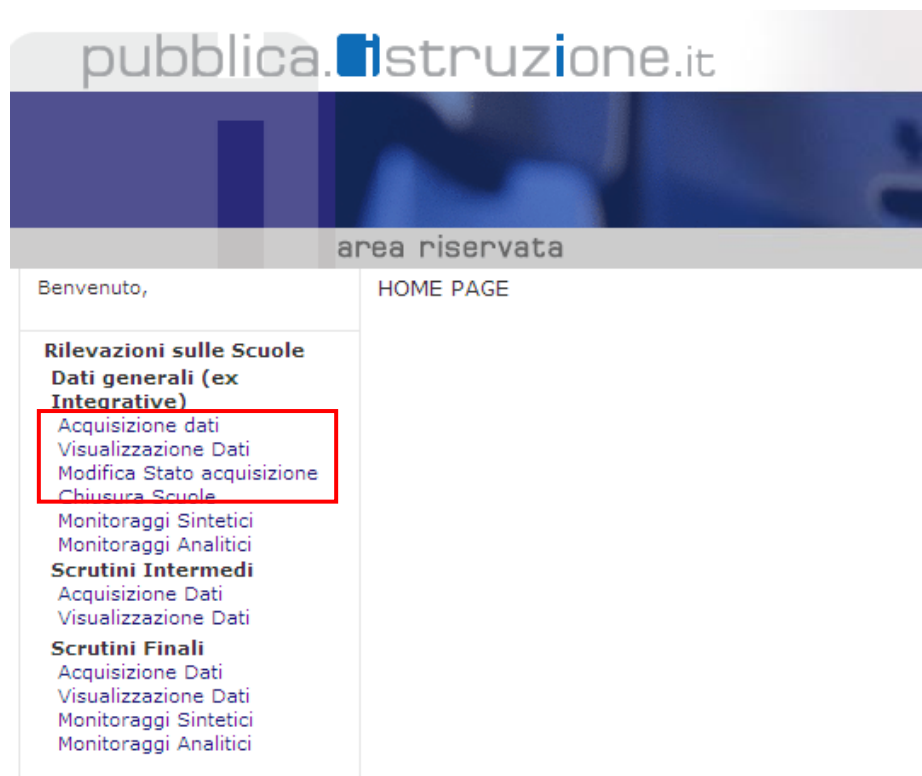 pubblica.istruzione.it
area riservata
Benvenuto,
HOME PAGE
Rilevazioni sulle Scuole
Dati generali (ex
Integrative)
Acquisizione dati
Visualizzazione Dati
Modifica Stato acquisizione
Chiusura Scuole
Monitoraggi Sintetici
Monitoraggi Analitici
Scrutini Intermedi
Acquisizione Dati
Visualizzazione Dati
Scrutini Finali
Acquisizione Dati
Visualizzazione Dati
Monitoraggi Sintetici
Monitoraggi Analitici